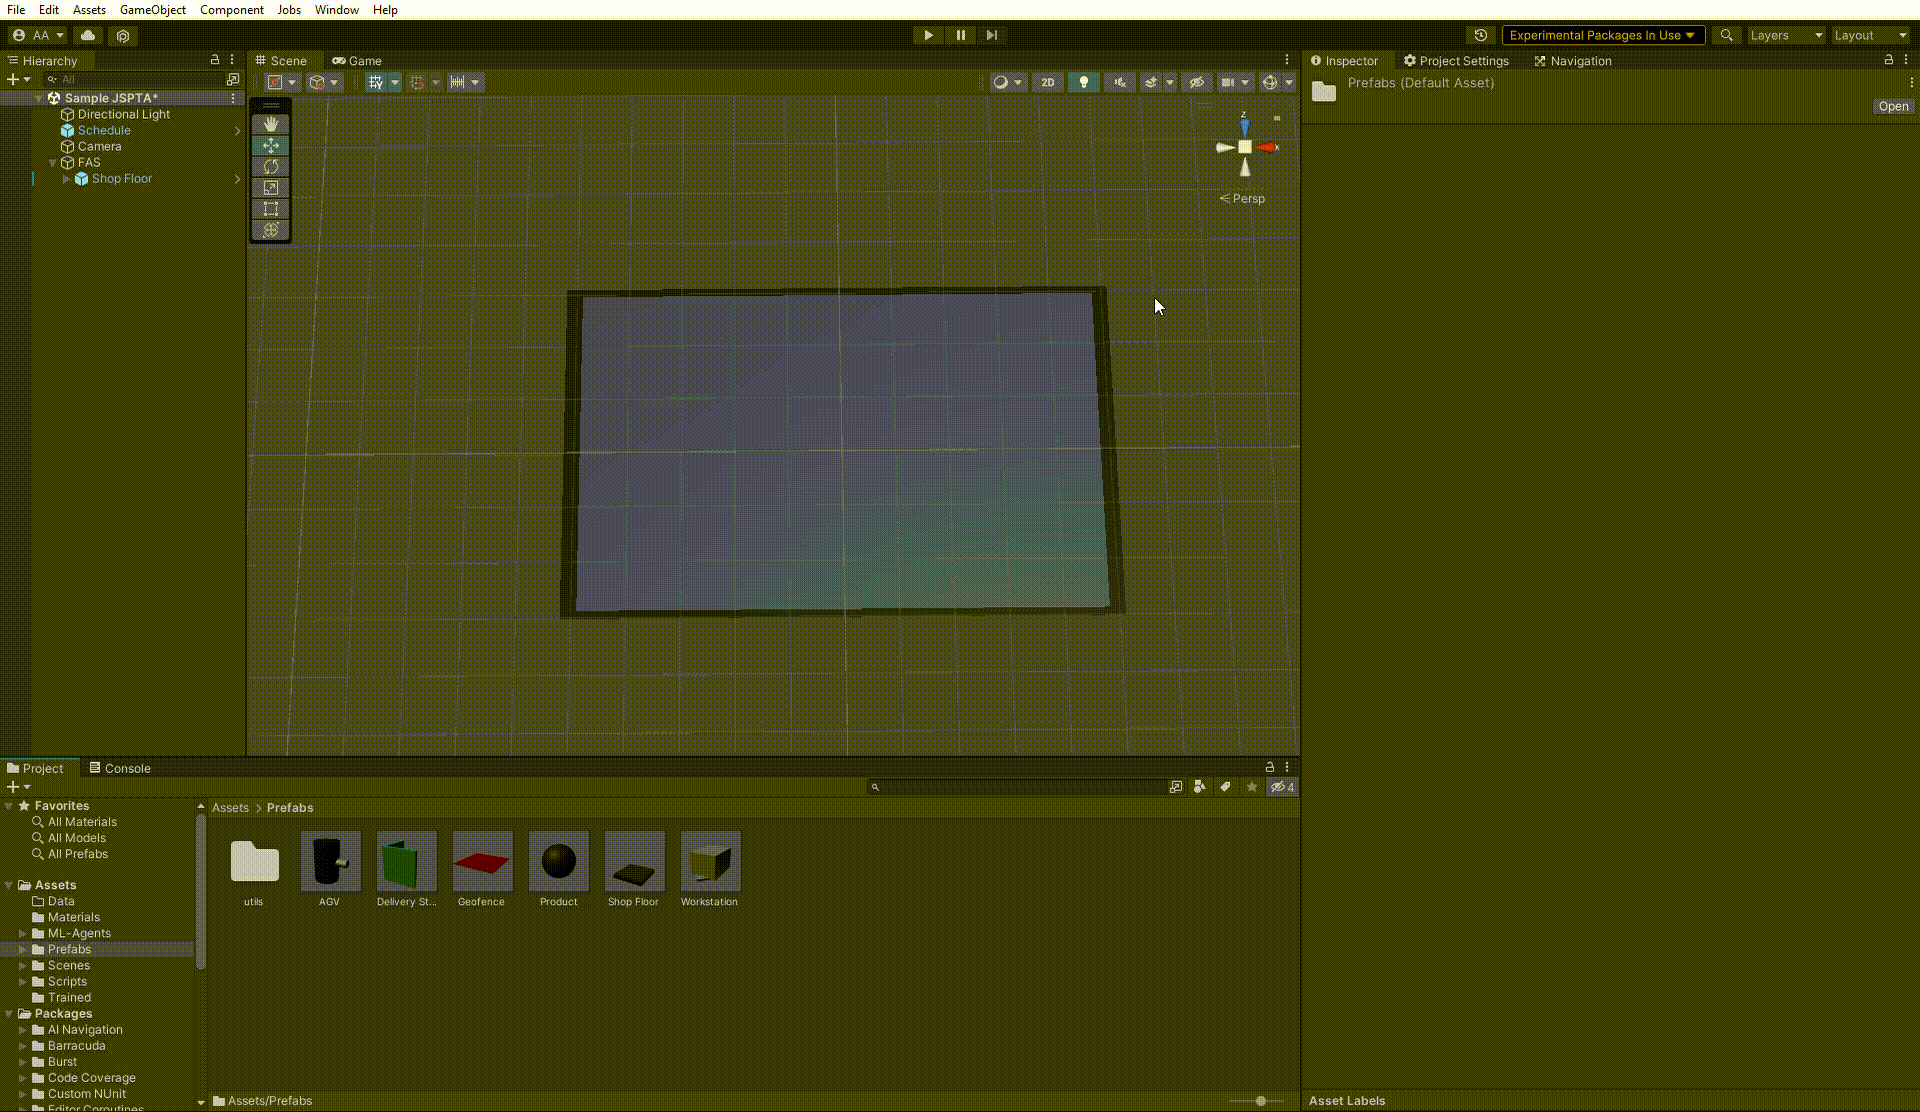 File Edit Assets GameObject Component Jobs Window Help
AA
Experimental Packages In Use
Layers
Layout
Hierarchy
All
Sample JSPTA*
Directional Light
Schedule
Camera
FAS
Shop Floor
Scene
Game
2D
z
x
Persp
Inspector
Project Settings
Navigation
Prefabs (Default Asset)
Open
Project
Console
4
Favorites
All Materials
All Models
All Prefabs
Assets
Data
Materials
ML-Agents
Prefabs
Scenes
Scripts
Trained
Packages
AI Navigation
Barracuda
Burst
Code Coverage
Custom NUnit
Editor Coroutines
Assets > Prefabs
utils
AGV
Delivery St...
Geofence
Product
Shop Floor
Workstation
Assets/Prefabs
Asset Labels